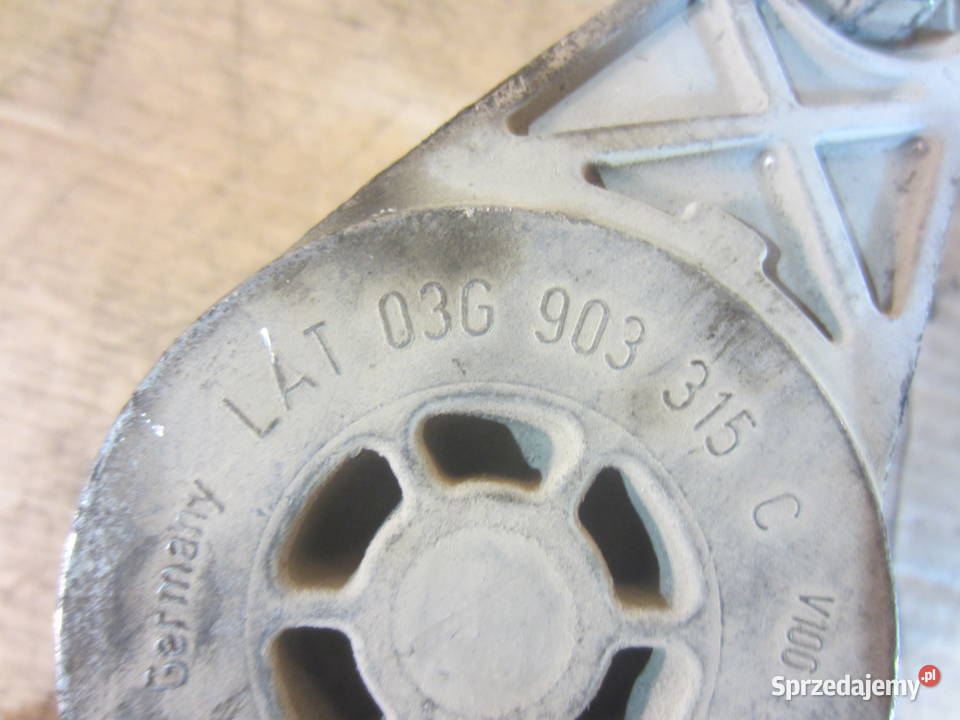 LAT 03G 903 315 C
V100
Germany
Sprzedajemy.pl